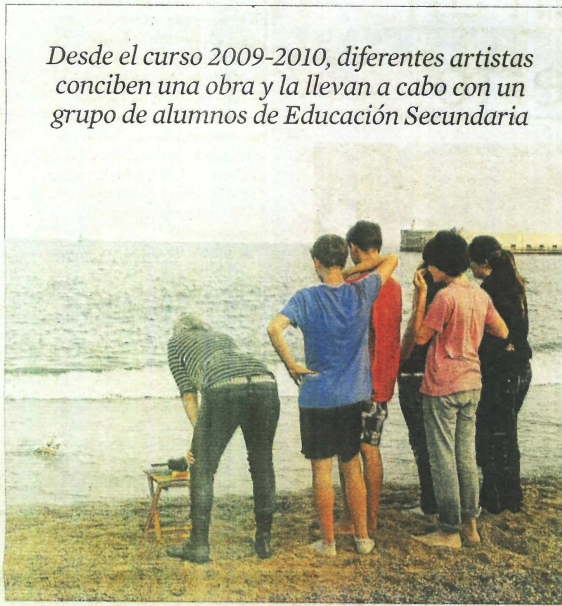 Desde el curso 2009-2010, diferentes artistas
conciben una obra y la llevan a cabo con un
grupo de alumnos de Educación Secundaria